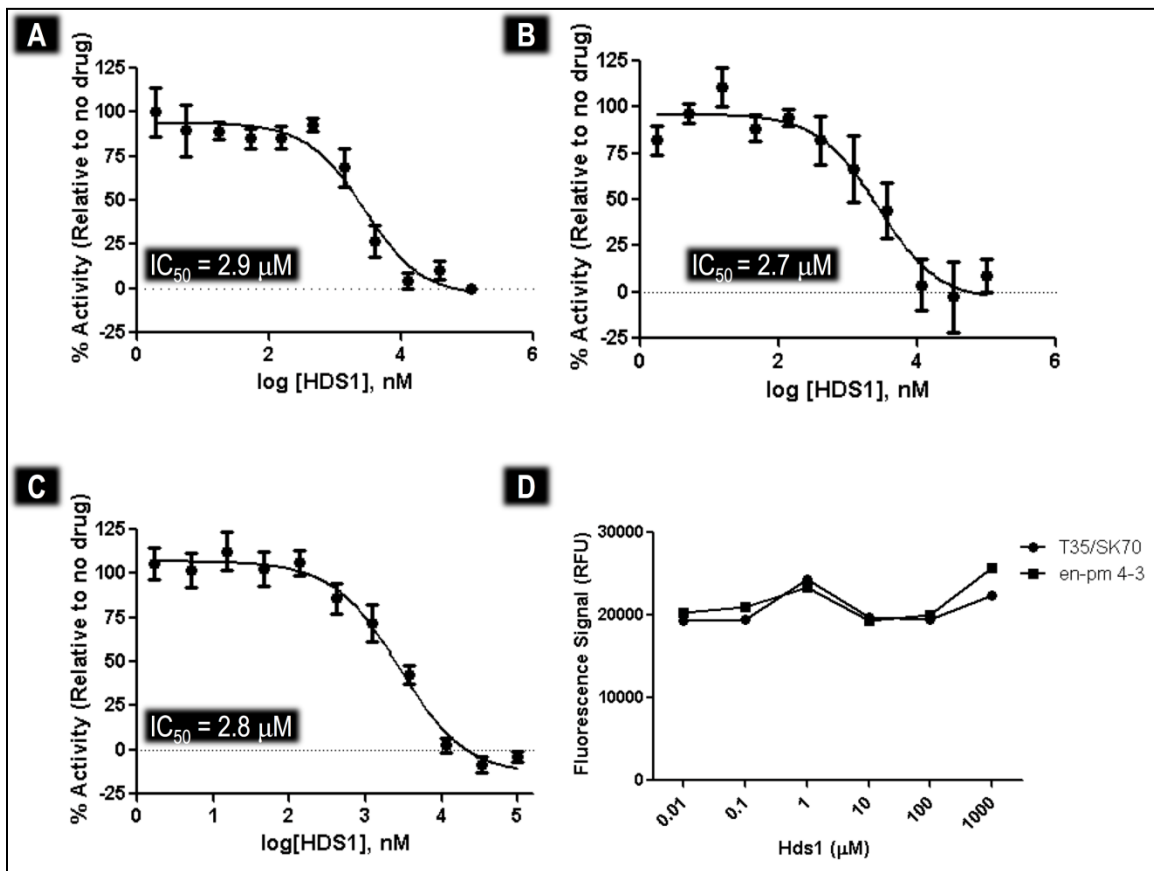 A
% Activity (Relative to no drug)
125
100
75
50
25
0
-25
IC50 = 2.9 μM
0
2
4
6
log [HDS1], nM
B
% Activity (Relative to no drug)
125
100
75
50
25
0
-25
IC50 = 2.7 μM
0
2
4
6
log [HDS1], nM
C
% Activity (Relative to no drug)
125
100
75
50
25
0
-25
IC50 = 2.8 μM
0
1
2
3
4
5
log[HDS1], nM
D
Fluorescence Signal (RFU)
30000
20000
10000
0
0.01
0.1
1
10
100
1000
Hds1 (μM)
T35/SK70
en-pm 4-3